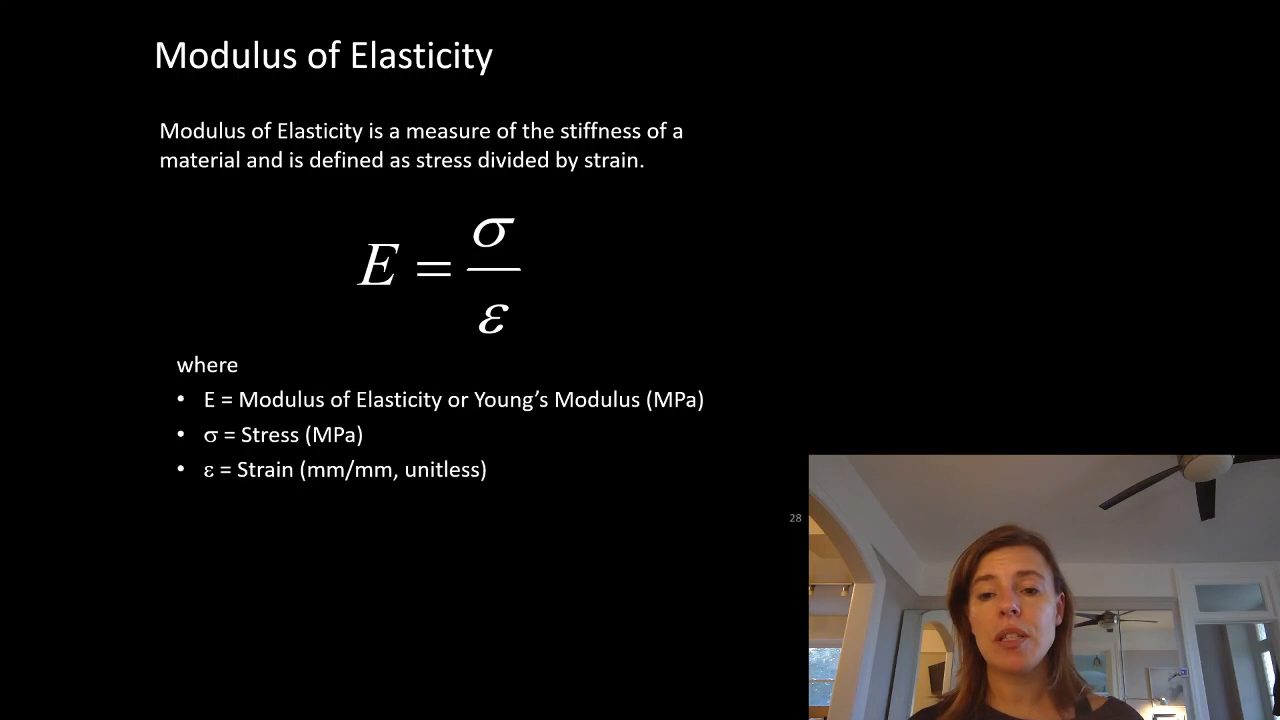 Modulus of Elasticity
Modulus of Elasticity is a measure of the stiffness of a
material and is defined as stress divided by strain.
E = σ / ε
where
• E = Modulus of Elasticity or Young’s Modulus (MPa)
• σ = Stress (MPa)
• ε = Strain (mm/mm, unitless)
28